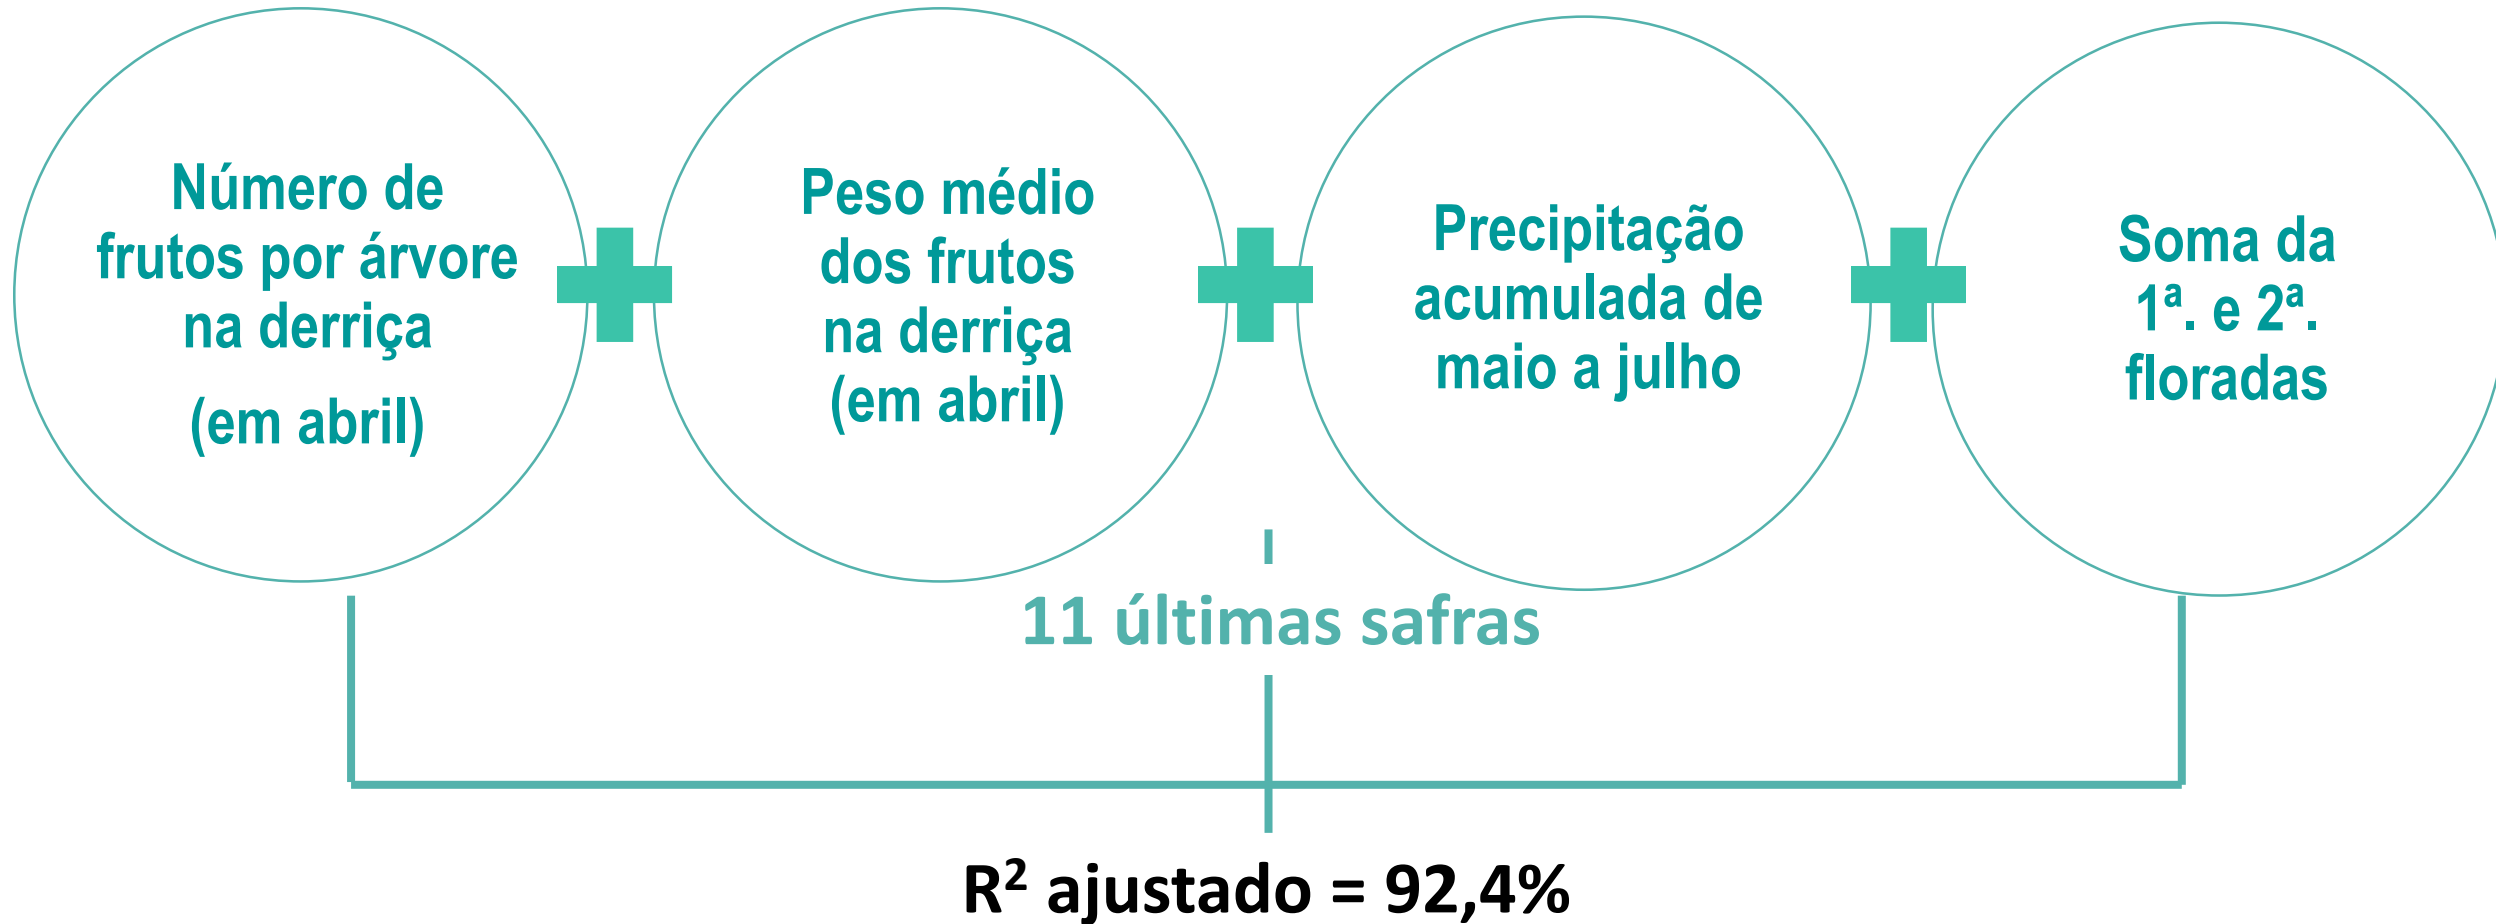 Número de
frutos por árvore
na derriça
(em abril)
Peso médio
dos frutos
na derriça
(em abril)
Precipitação
acumulada de
maio a julho
Soma da
1ª. e 2ª.
floradas
11 últimas safras
R² ajustado = 92,4%